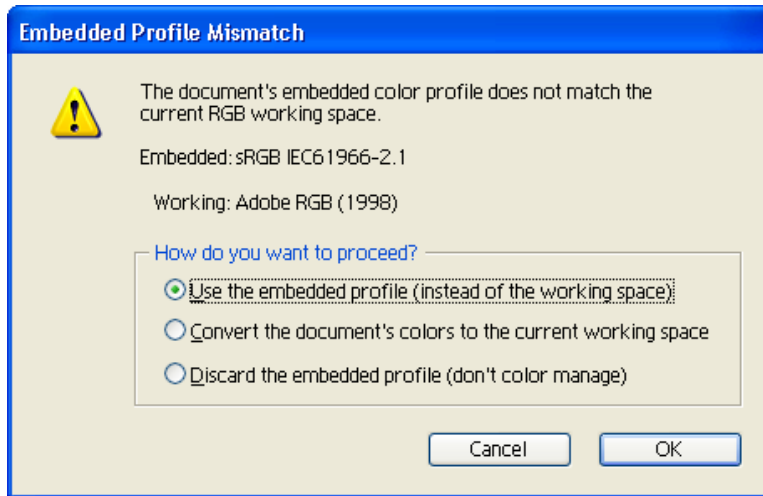 Embedded Profile Mismatch
The document's embedded color profile does not match the
current RGB working space.
Embedded: sRGB IEC61966-2.1
Working: Adobe RGB (1998)
How do you want to proceed?
Use the embedded profile (instead of the working space)
Convert the document's colors to the current working space
Discard the embedded profile (don't color manage)
Cancel OK